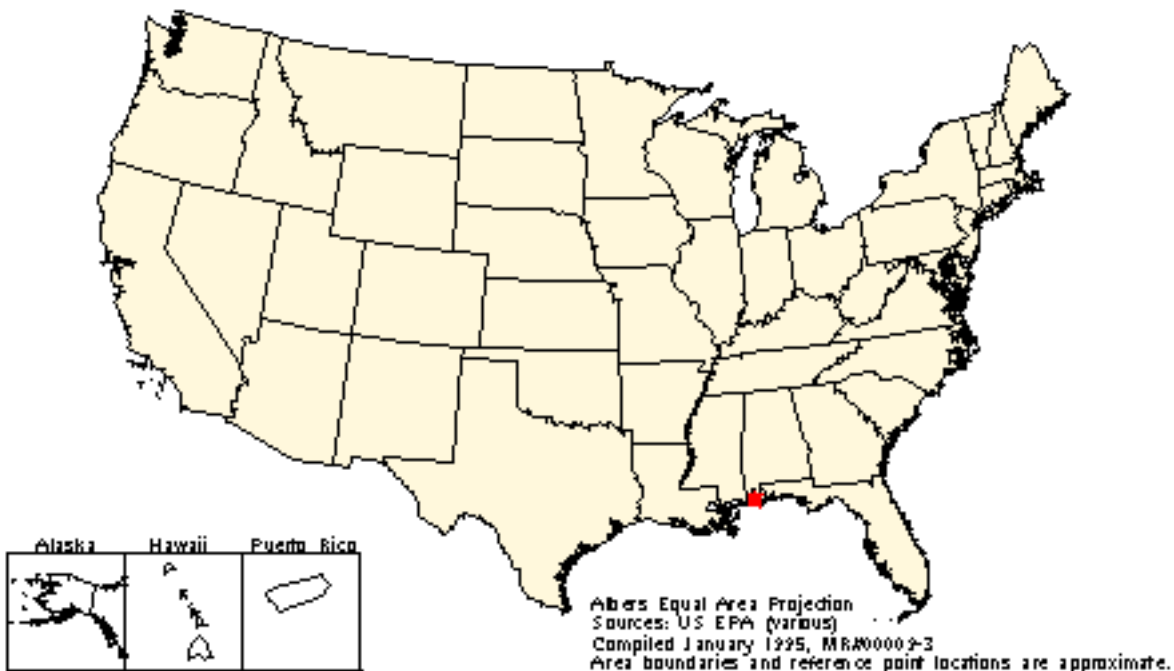 Alaska Hawaii Puerto Rico
Albers Equal Area Projection
Sources: US EPA (various)
Compiled January 1995, MR#00009-3
Area boundaries and reference point locations are approximate.